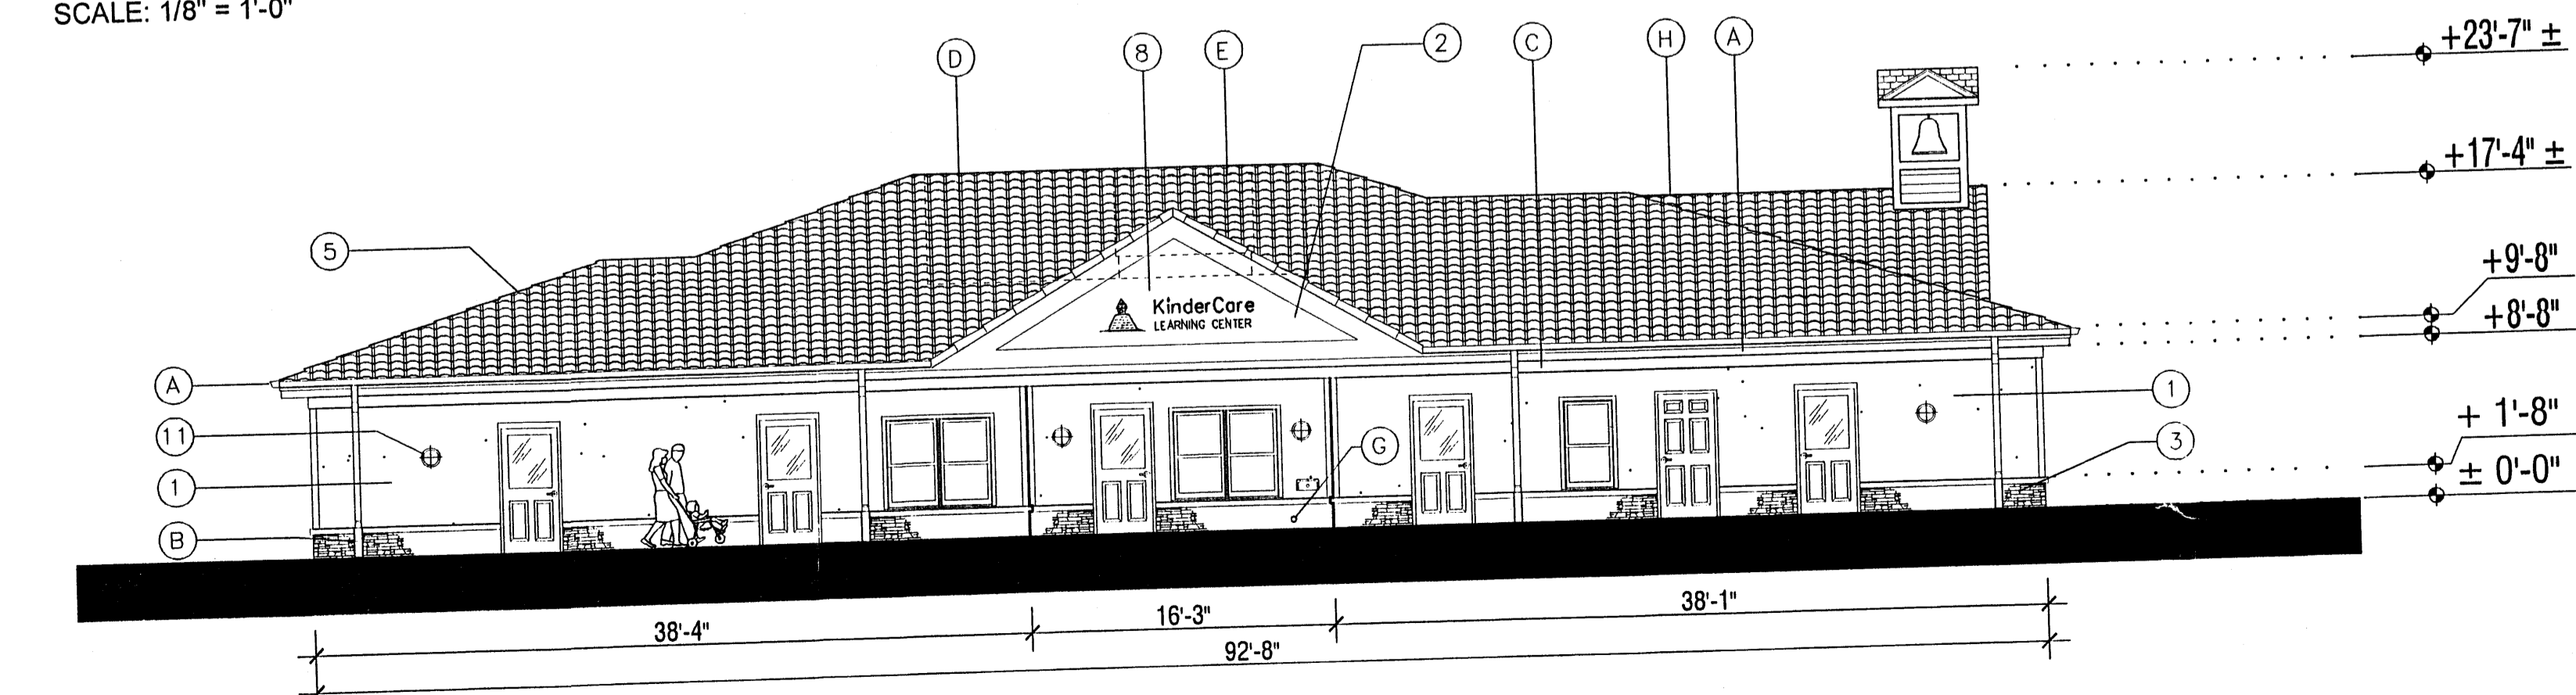 SCALE: 1/8" = 1'-0"
D
8
E
2
C
H
A
+23'-7" ±
+17'-4" ±
5
+9'-8"
+8'-8"
KinderCare
LEARNING CENTER
A
11
1
B
G
1
3
+ 1'-8"
± 0'-0"
38'-4"
16'-3"
38'-1"
92'-8"